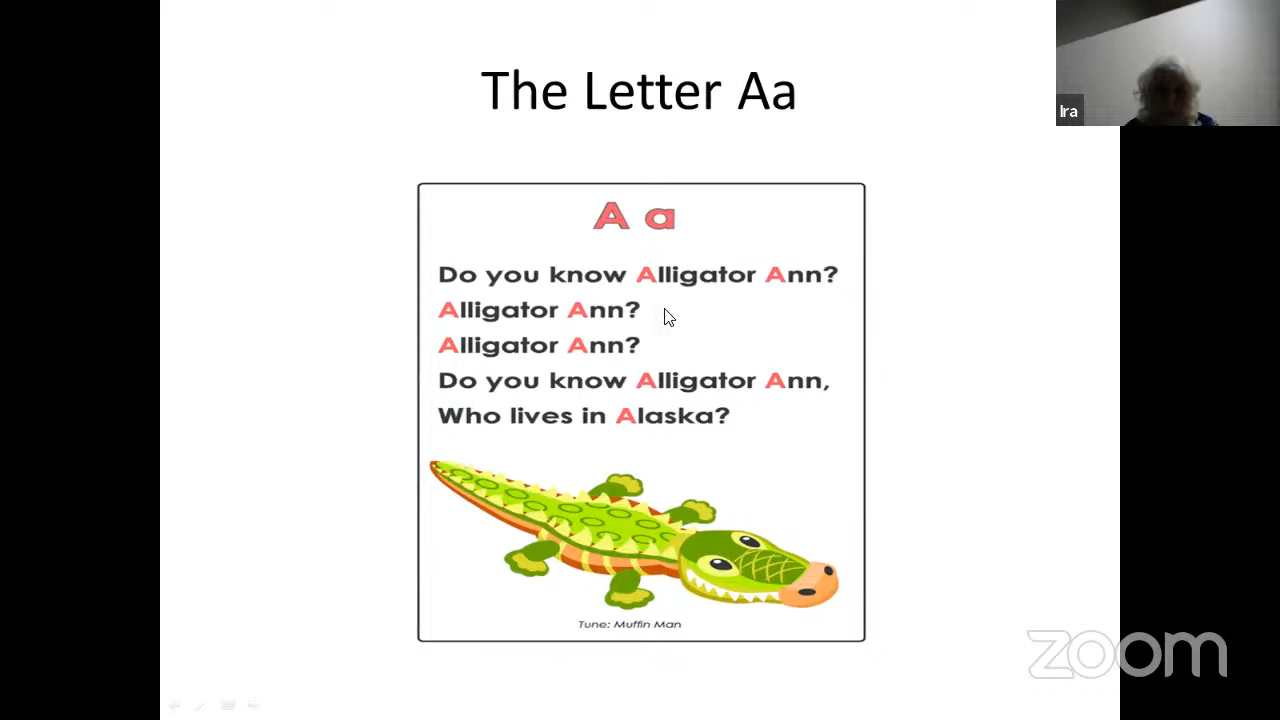 The Letter Aa
Ira
A a
Do you know Alligator Ann?
Alligator Ann?
Alligator Ann?
Do you know Alligator Ann,
Who lives in Alaska?
Tune: Muffin Man
zoom